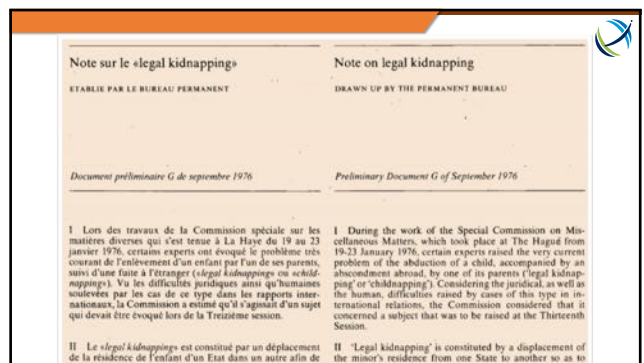 Note sur le «legal kidnapping»
ETABLIE PAR LE BUREAU PERMANENT
Document préliminaire G de septembre 1976
I Lors des travaux de la Commission spéciale sur les
matières diverses qui s'est tenue à La Haye du 19 au 23
janvier 1976, certains experts ont évoqué le problème très
courant de l'enlèvement d'un enfant par l'un de ses parents,
suivi d'une fuite à l'étranger («legal kidnapping» ou «child-
napping»). Vu les difficultés juridiques ainsi qu'humaines
soulevées par les cas de ce type dans les rapports inter-
nationaux, la Commission a estimé qu'il s'agissait d'un sujet
qui devait être évoqué lors de la Treizième session.
II Le «legal kidnapping» est constitué par un déplacement
de la résidence de l'enfant d'un Etat dans un autre afin de
Note on legal kidnapping
DRAWN UP BY THE PERMANENT BUREAU
Preliminary Document G of September 1976
I During the work of the Special Commission on Mis-
cellaneous Matters, which took place at The Hague from
19-23 January 1976, certain experts raised the very current
problem of the abduction of a child, accompanied by an
abscondment abroad, by one of its parents ('legal kidnap-
ping' or 'childnapping'). Considering the juridical, as well as
the human, difficulties raised by cases of this type in in-
ternational relations, the Commission considered that it
concerned a subject that was to be raised at the Thirteenth
Session.
II 'Legal kidnapping' is constituted by a displacement of
the minor's residence from one State to another so as to